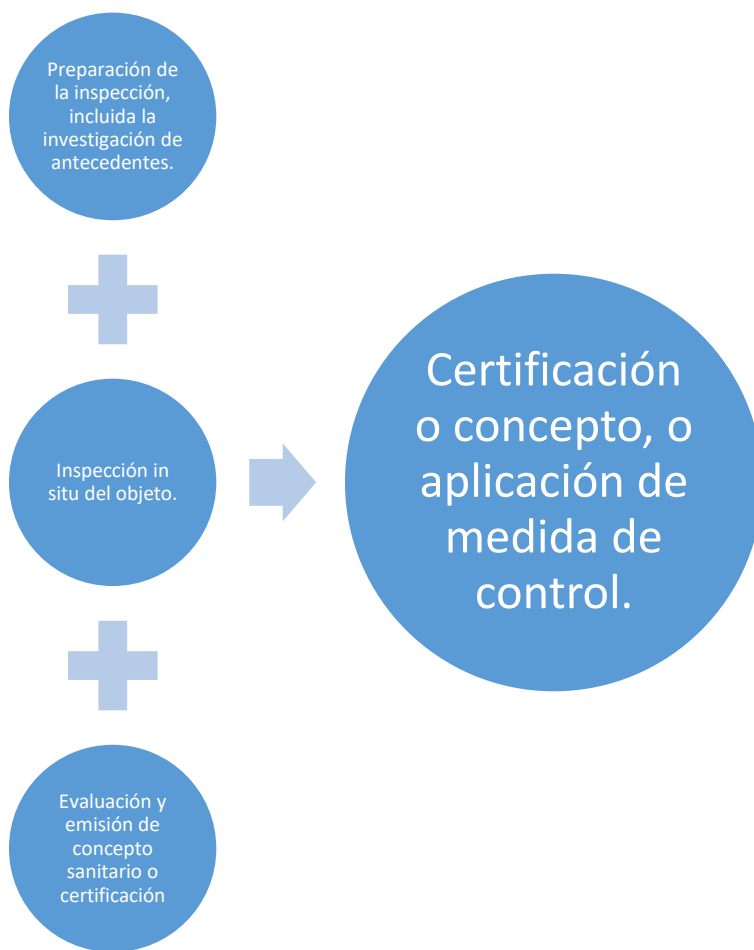 Preparación de
la inspección,
incluida la
investigación de
antecedentes.
Inspección in
situ del objeto.
Evaluación y
emisión de
concepto
sanitario o
certificación
Certificación
o concepto, o
aplicación de
medida de
control.